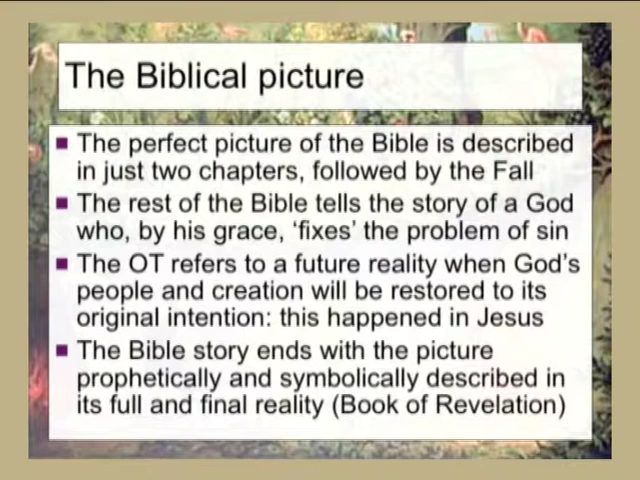 The Biblical picture
The perfect picture of the Bible is described
in just two chapters, followed by the Fall
The rest of the Bible tells the story of a God
who, by his grace, ‘fixes’ the problem of sin
The OT refers to a future reality when God’s
people and creation will be restored to its
original intention: this happened in Jesus
The Bible story ends with the picture
prophetically and symbolically described in
its full and final reality (Book of Revelation)